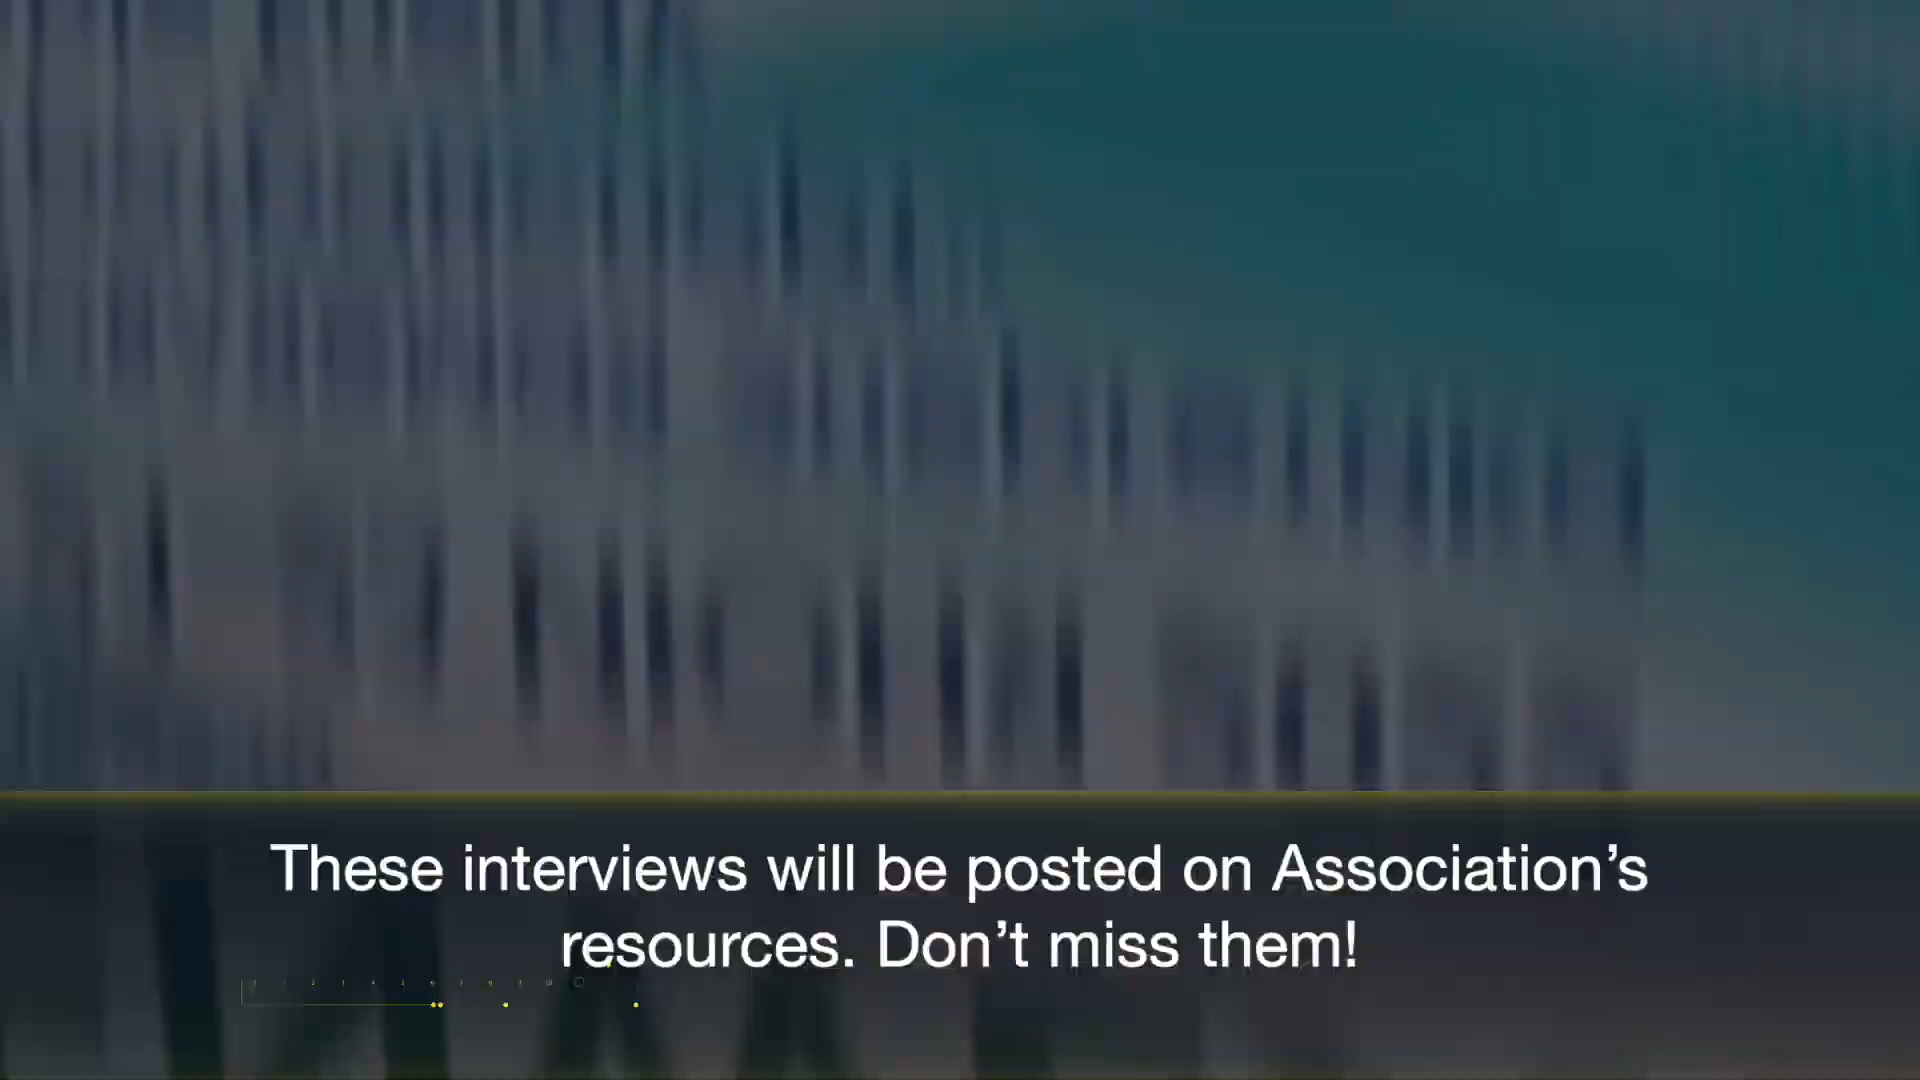 These interviews will be posted on Association’s
resources. Don’t miss them!